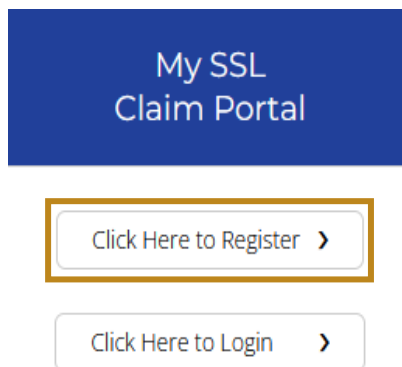 My SSL
Claim Portal
Click Here to Register ❯
Click Here to Login ❯